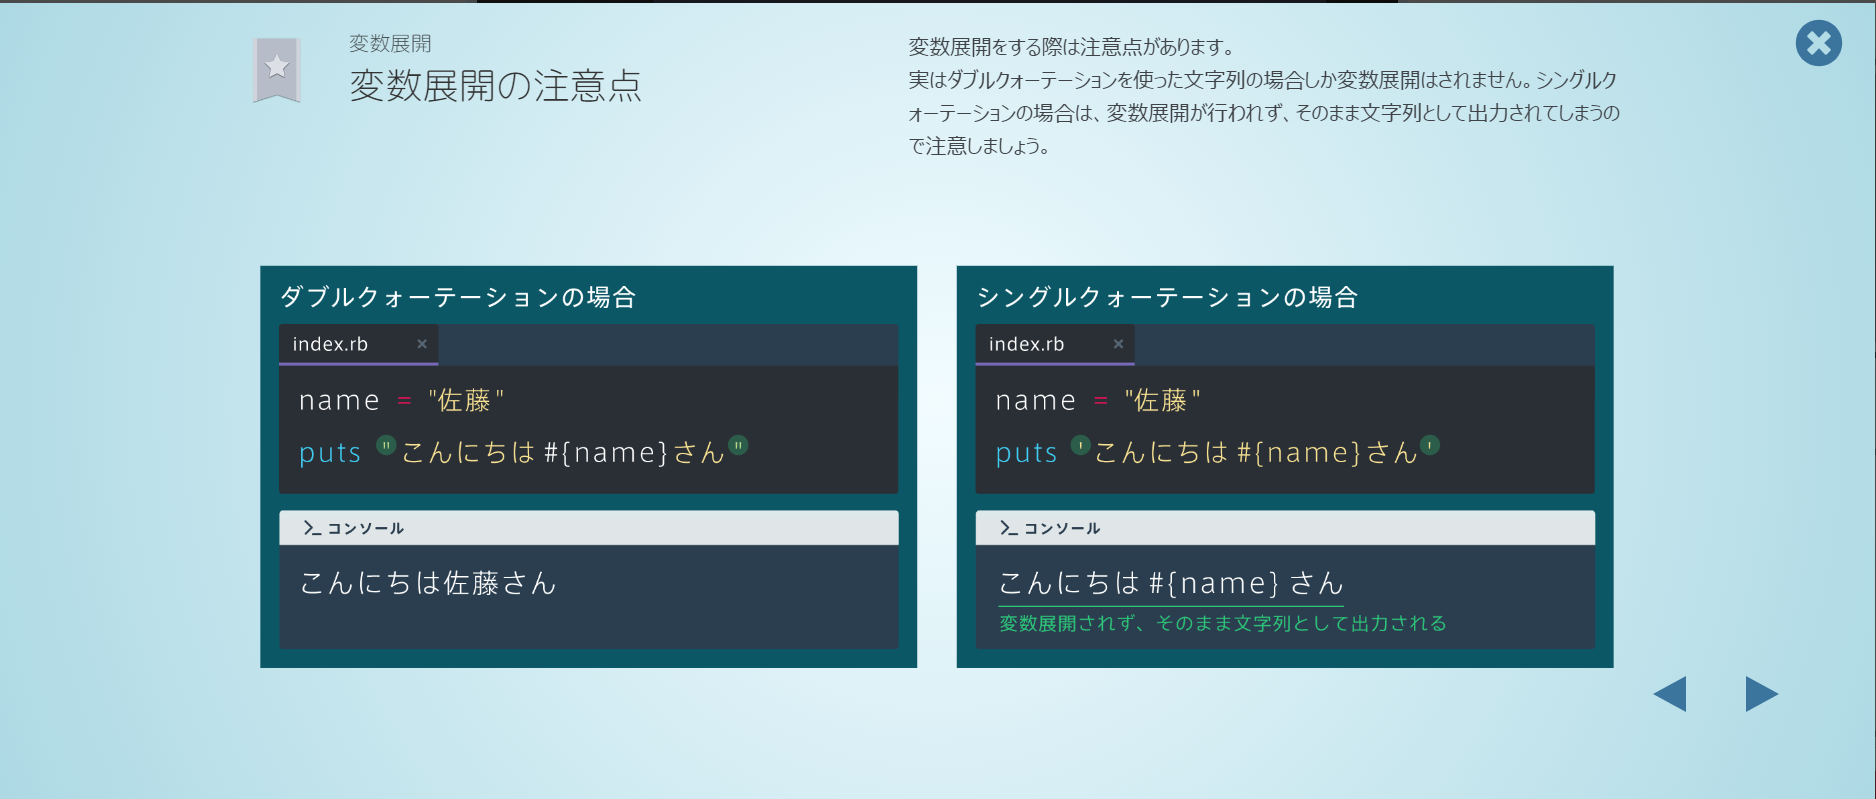 変数展開
変数展開の注意点
変数展開をする際は注意点があります。
実はダブルクォーテーションを使った文字列の場合しか変数展開はされません。シングルク
ォーテーションの場合は、変数展開が行われず、そのまま文字列として出力されてしまうの
で注意しましょう。
ダブルクォーテーションの場合
index.rb
name = "佐藤"
puts "こんにちは #{name}さん"
コンソール
こんにちは佐藤さん
シングルクォーテーションの場合
index.rb
name = "佐藤"
puts 'こんにちは #{name}さん'
コンソール
こんにちは #{name} さん
変数展開されず、そのまま文字列として出力される